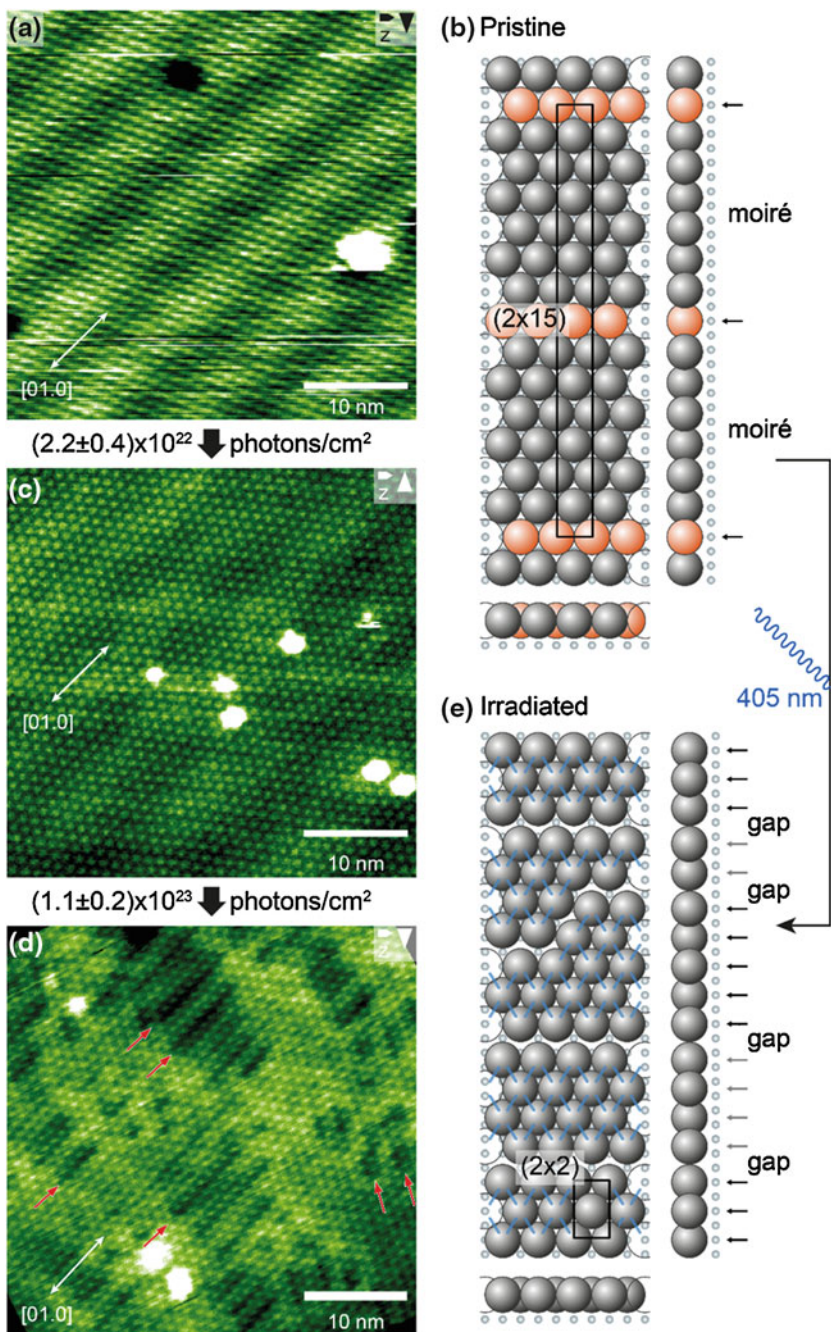 (a)
z
[01.0]
10 nm
(2.2±0.4)x10²² photons/cm²
(c)
z
[01.0]
10 nm
(1.1±0.2)x10²³ photons/cm²
(d)
z
[01.0]
10 nm
(b) Pristine
moiré
(2x15)
moiré
405 nm
(e) Irradiated
gap
gap
gap
gap
(2x2)